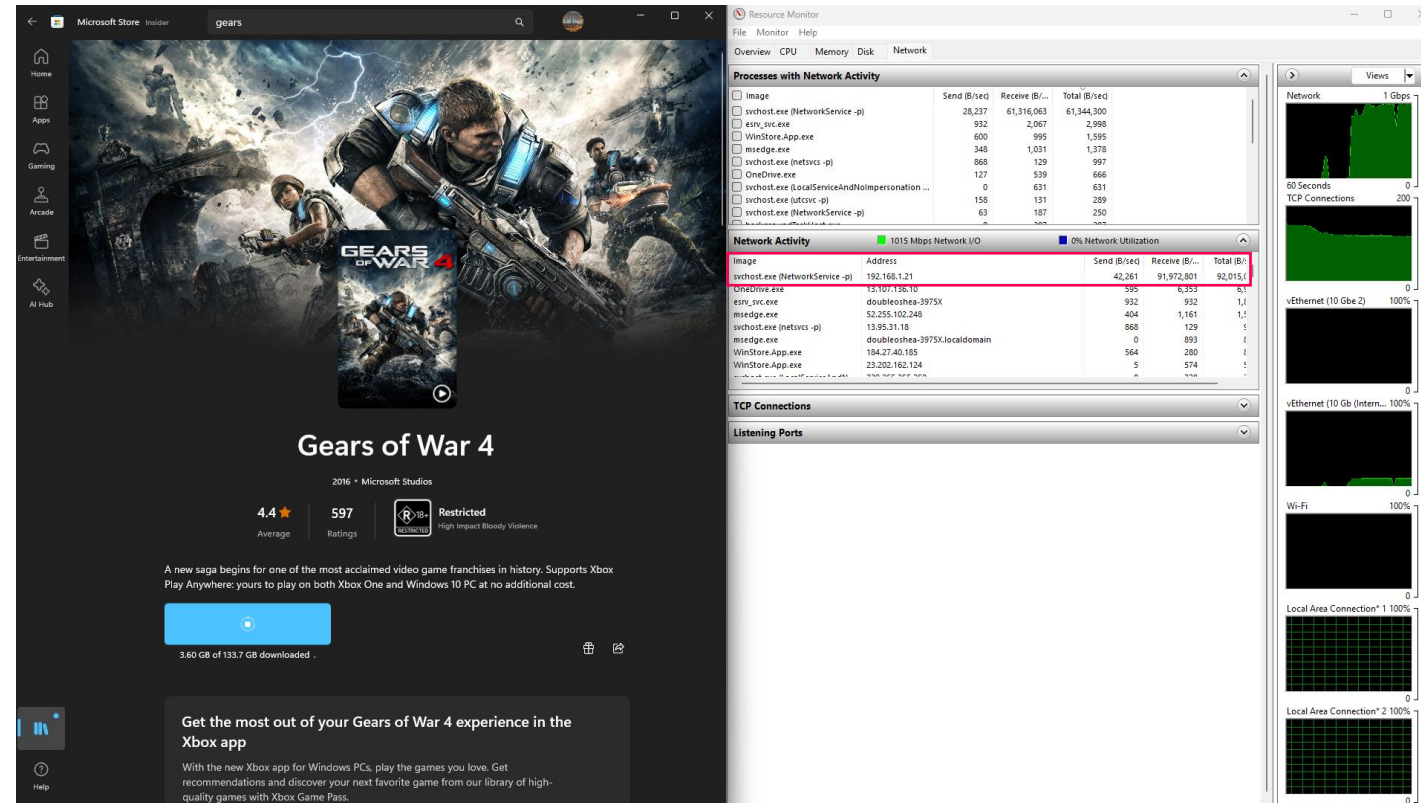 Microsoft Store Insider
gears
Home
Apps
Gaming
Arcade
Entertainment
AI Hub
GEARS
OF WAR 4
Gears of War 4
2016 • Microsoft Studios
4.4
Average
597
Ratings
R 18+
RESTRICTED
Restricted
High Impact Bloody Violence
A new saga begins for one of the most acclaimed video game franchises in history. Supports Xbox
Play Anywhere: yours to play on both Xbox One and Windows 10 PC at no additional cost.
3.60 GB of 133.7 GB downloaded .
Get the most out of your Gears of War 4 experience in the
Xbox app
With the new Xbox app for Windows PCs, play the games you love. Get
recommendations and discover your next favorite game from our library of high-
quality games with Xbox Game Pass.
Help
Resource Monitor
File Monitor Help
Overview CPU Memory Disk Network
Processes with Network Activity
Image Send (B/sec) Receive (B/... Total (B/sec)
svchost.exe (NetworkService -p) 28,237 61,316,063 61,344,300
esrv_svc.exe 932 2,067 2,998
WinStore.App.exe 600 995 1,595
msedge.exe 348 1,031 1,378
svchost.exe (netsvcs -p) 868 129 997
OneDrive.exe 127 539 666
svchost.exe (LocalServiceAndNoImpersonation ... 0 631 631
svchost.exe (utcsvc -p) 158 131 289
svchost.exe (NetworkService -p) 63 187 250
Network Activity 1015 Mbps Network I/O 0% Network Utilization
Image Address Send (B/sec) Receive (B/... Total (B/s
svchost.exe (NetworkService -p) 192.168.1.21 42,261 91,972,801 92,015,0
OneDrive.exe 13.107.136.10 595 6,353 6,9
esrv_svc.exe doubleoshea-3975X 932 932 1,8
msedge.exe 52.255.102.248 404 1,161 1,5
svchost.exe (netsvcs -p) 13.95.31.18 868 129
msedge.exe doubleoshea-3975X.localdomain 0 893
WinStore.App.exe 184.27.40.185 564 280
WinStore.App.exe 23.202.162.124 5 574
TCP Connections
Listening Ports
Views
Network 1 Gbps
60 Seconds 0
TCP Connections 200
0
vEthernet (10 Gbe 2) 100%
0
vEthernet (10 Gb (Intern... 100%
0
Wi-Fi 100%
0
Local Area Connection* 1 100%
0
Local Area Connection* 2 100%
0